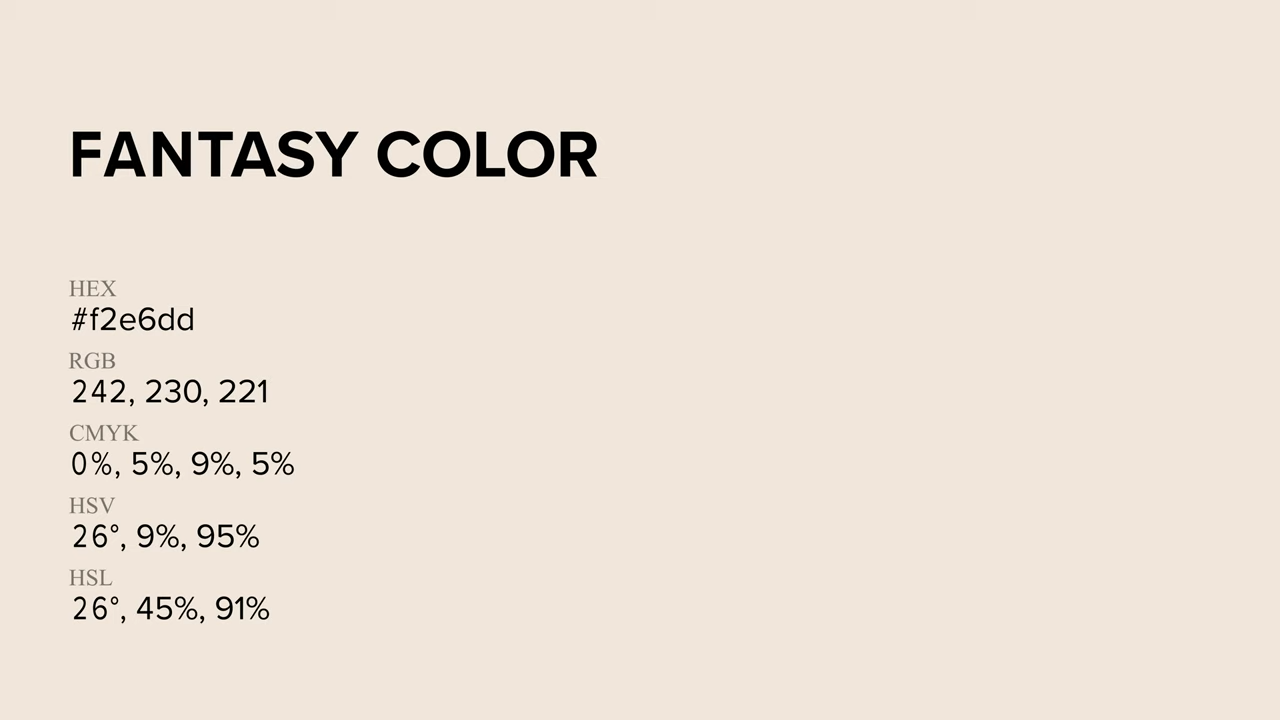 FANTASY COLOR
HEX
#f2e6dd
RGB
242, 230, 221
CMYK
0%, 5%, 9%, 5%
HSV
26°, 9%, 95%
HSL
26°, 45%, 91%